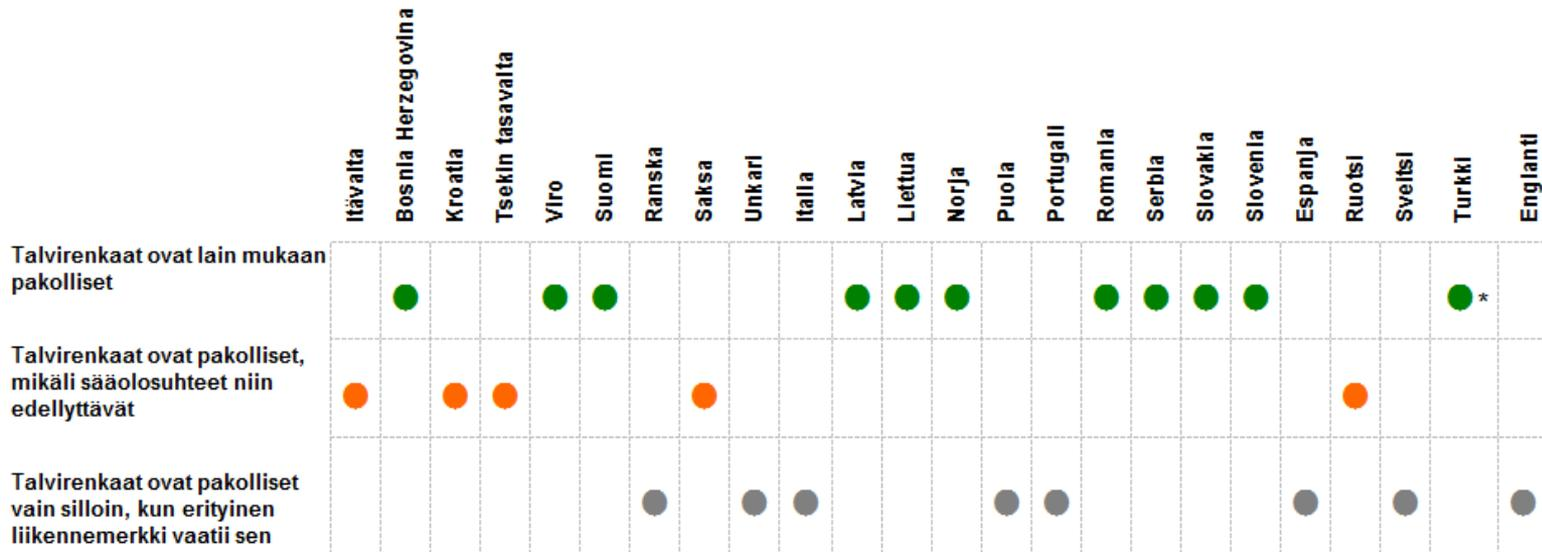 Itävalta
Bosnia Herzegovina
Kroatia
Tsekin tasavalta
Viro
Suomi
Ranska
Saksa
Unkari
Italia
Latvia
Liettua
Norja
Puola
Portugali
Romania
Serbia
Slovakia
Slovenia
Espanja
Ruotsi
Sveitsi
Turkki
Englanti
Talvirenkaat ovat lain mukaan
pakolliset
*
Talvirenkaat ovat pakolliset,
mikäli sääolosuhteet niin
edellyttävät
Talvirenkaat ovat pakolliset
vain silloin, kun erityinen
liikennemerkki vaatii sen